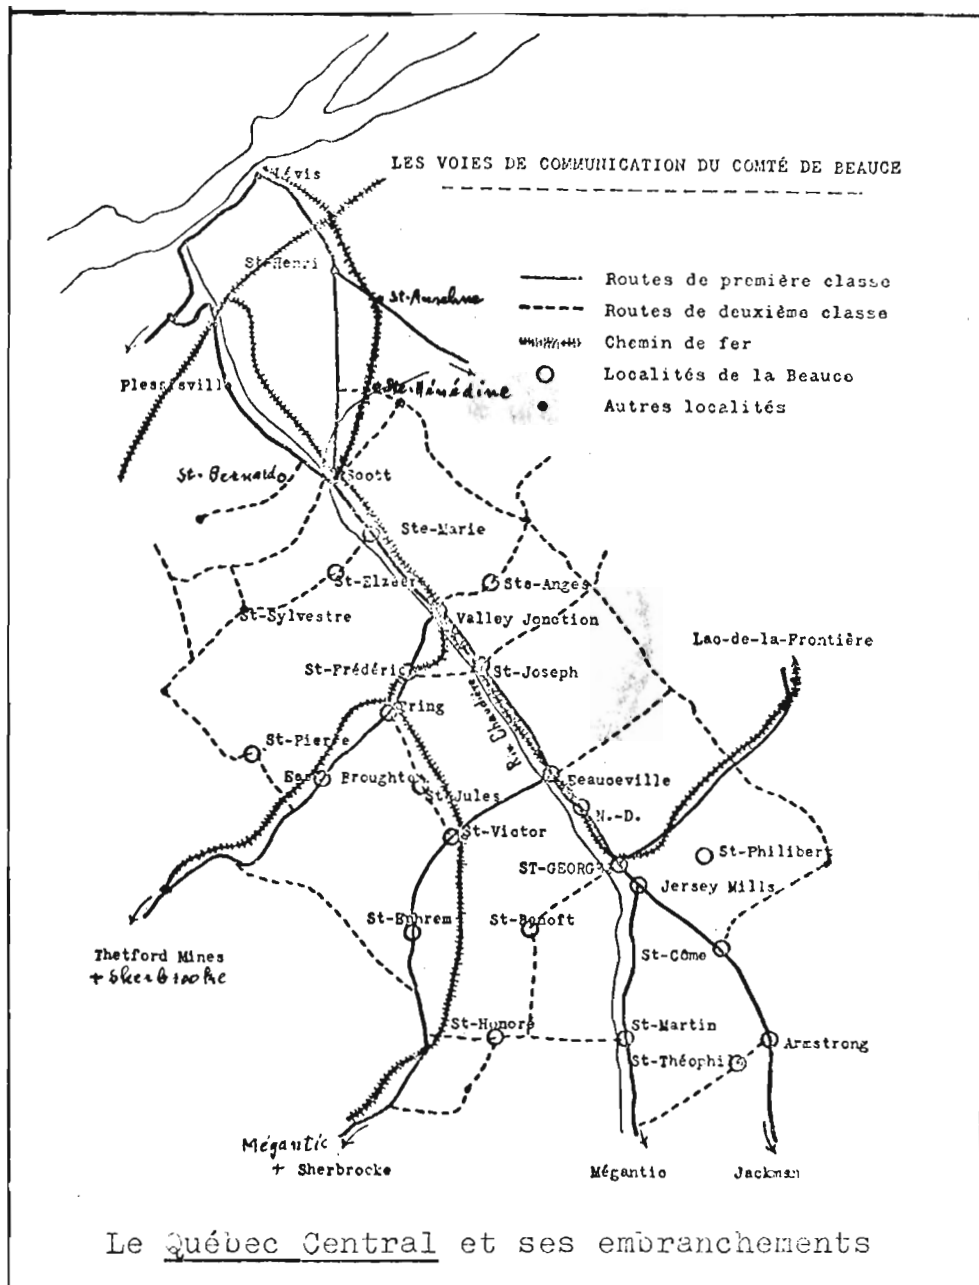 LES VOIES DE COMMUNICATION DU COMTÉ DE BEAUCE
Lévis
St-Henri
St-Anselme
Routes de première classe
Routes de deuxième classe
Chemin de fer
Localités de la Beauce
Autres localités
Plessisville
Ste-Hénédine
St-Bernard
Scott
Ste-Marie
St-Elzéar
Sts-Anges
St-Sylvestre
Valley Jonction
Lac-de-la-Frontière
St-Frédéric
St-Joseph
Riv. Chaudière
Tring
St-Pierre
East Broughton
Beauceville
St-Jules
N.-D.
St-Victor
ST-GEORG
St-Philibert
Jersey Mills
St-Ephrem
St-Benoît
St-Côme
Thetford Mines
+ Sherbrooke
St-Honoré
St-Martin
Armstrong
St-Théophil
Mégantic
+ Sherbrooke
Mégantic
Jackman
Le Québec Central et ses embranchements